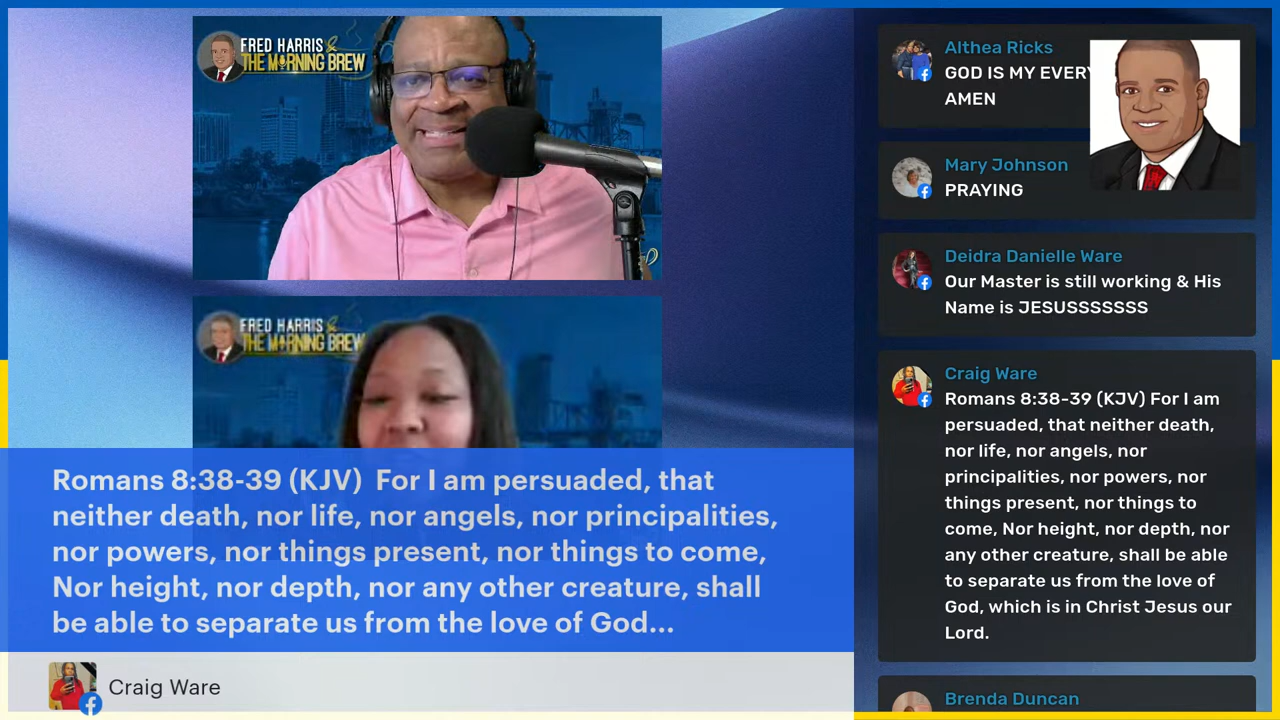 FRED HARRIS &
THE MORNING BREW
FRED HARRIS &
THE MORNING BREW
Romans 8:38-39 (KJV)  For I am persuaded, that
neither death, nor life, nor angels, nor principalities,
nor powers, nor things present, nor things to come,
Nor height, nor depth, nor any other creature, shall
be able to separate us from the love of God...
Craig Ware
Althea Ricks
GOD IS MY
AMEN
Mary Johnson
PRAYING
Deidra Danielle Ware
Our Master is still working & His
Name is JESUSSSSSSS
Craig Ware
Romans 8:38-39 (KJV) For I am
persuaded, that neither death,
nor life, nor angels, nor
principalities, nor powers, nor
things present, nor things to
come, Nor height, nor depth, nor
any other creature, shall be able
to separate us from the love of
God, which is in Christ Jesus our
Lord.
Brenda Duncan